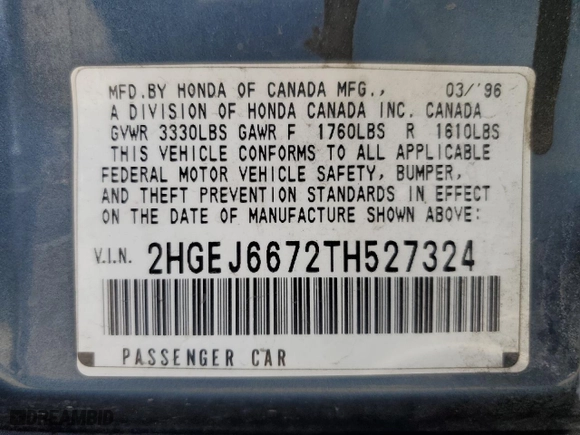 MFD.BY HONDA OF CANADA MFG., 03/'96
A DIVISION OF HONDA CANADA INC. CANADA
GVWR 3330LBS GAWR F 1760LBS R 1610LBS
THIS VEHICLE CONFORMS TO ALL APPLICABLE
FEDERAL MOTOR VEHICLE SAFETY, BUMPER,
AND THEFT PREVENTION STANDARDS IN EFFECT
ON THE DATE OF MANUFACTURE SHOWN ABOVE:
V.I.N. 2HGEJ6672TH527324
PASSENGER CAR
DREAMBID